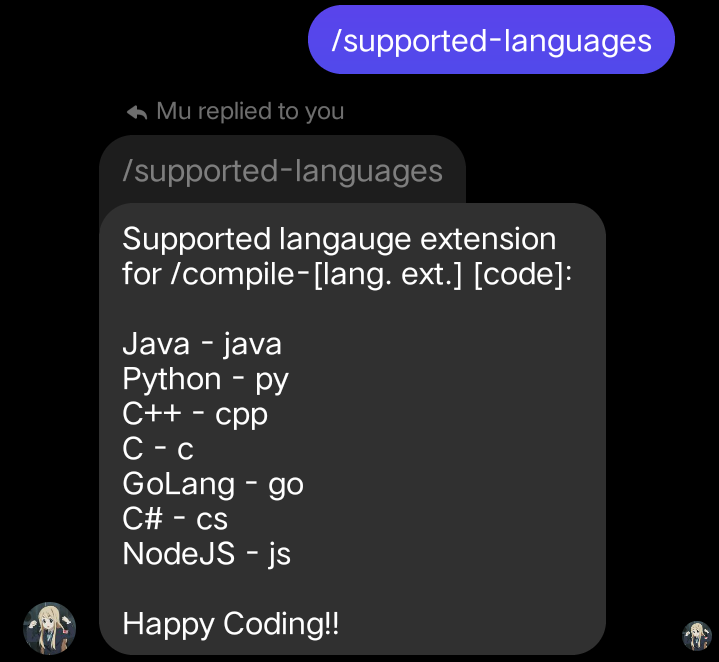 /supported-languages
Mu replied to you
/supported-languages
Supported langauge extension
for /compile-[lang. ext.] [code]:
Java - java
Python - py
C++ - cpp
C - c
GoLang - go
C# - cs
NodeJS - js
Happy Coding!!